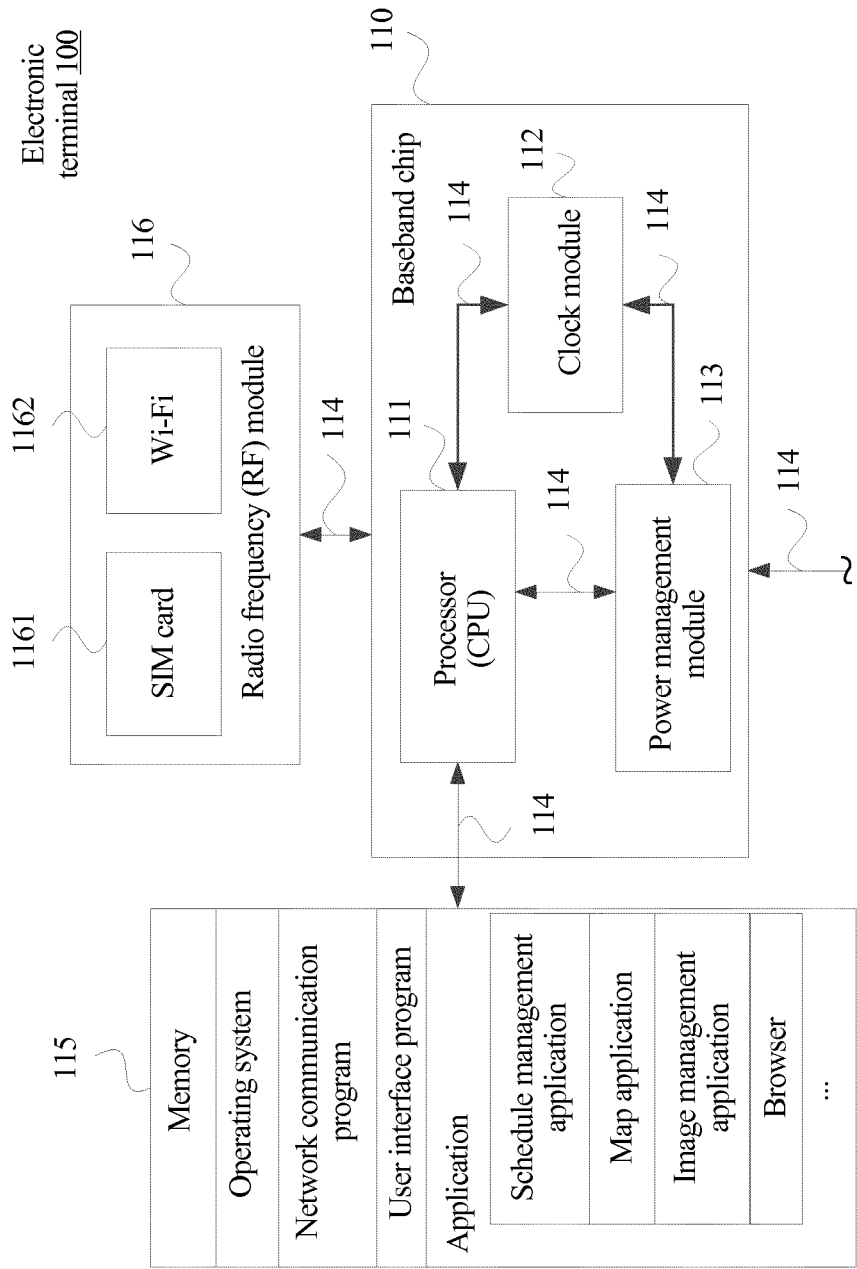 Electronic
terminal 100
115
Memory
Operating system
Network communication
program
User interface program
Application
Schedule management
application
Map application
Image management
application
Browser
...
1161
1162
116
SIM card
Wi-Fi
Radio frequency (RF) module
114
110
Baseband chip
114
111
Processor
(CPU)
114
112
Clock module
114
114
113
Power management
module
114